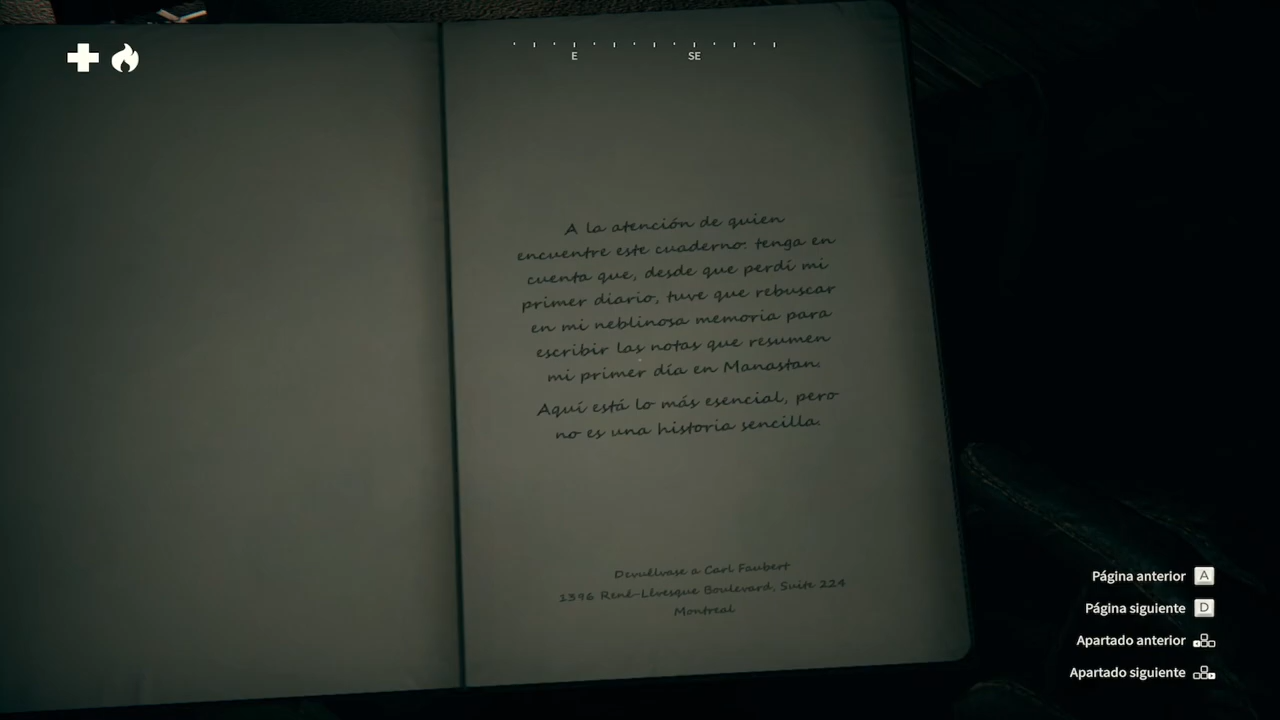 E SE
A la atención de quien
encuentre este cuaderno: tenga en
cuenta que, desde que perdí mi
primer diario, tuve que rebuscar
en mi neblinosa memoria para
escribir las notas que resumen
mi primer día en Manastan.
Aquí está lo más esencial, pero
no es una historia sencilla.
Devuélvase a Carl Faubert
1396 René-Lévesque Boulevard, Suite 224
Montreal
Página anterior A
Página siguiente D
Apartado anterior
Apartado siguiente